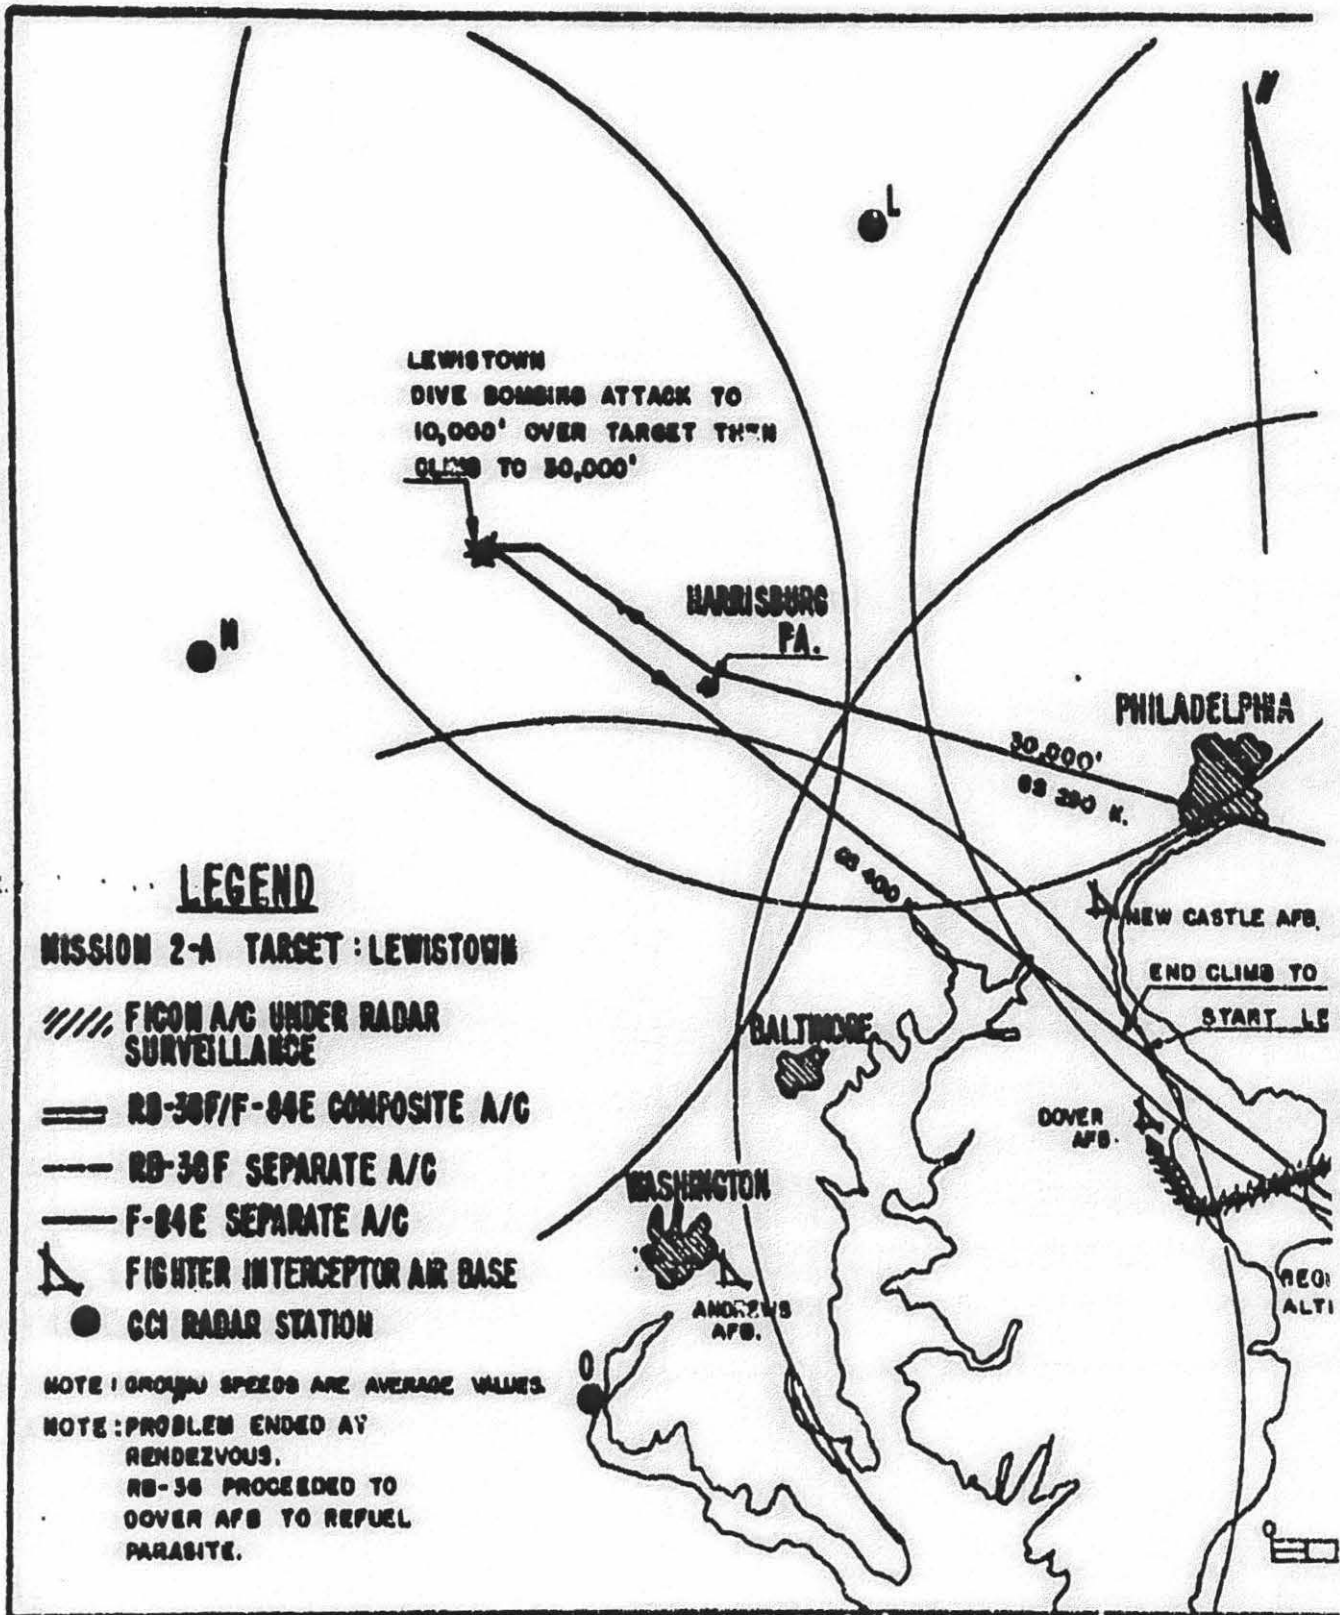 N
L
LEWISTOWN
DIVE BOMBING ATTACK TO
10,000' OVER TARGET THEN
CLIMB TO 30,000'
HARRISBURG
PA.
M
PHILADELPHIA
30,000'
GS 290 K.
GS 400
NEW CASTLE AFB.
END CLIMB TO
START LE
BALTIMORE
DOVER
AFB.
WASHINGTON
ANDREWS
AFB.
ALTI
O
0
LEGEND
MISSION 2-A TARGET: LEWISTOWN
FICON A/C UNDER RADAR
SURVEILLANCE
RB-36F/F-84E COMPOSITE A/C
RB-36F SEPARATE A/C
F-84E SEPARATE A/C
FIGHTER INTERCEPTOR AIR BASE
GCI RADAR STATION
NOTE: GROUND SPEEDS ARE AVERAGE VALUES.
NOTE: PROBLEM ENDED AT
RENDEZVOUS.
RB-36 PROCEEDED TO
DOVER AFB TO REFUEL
PARASITE.